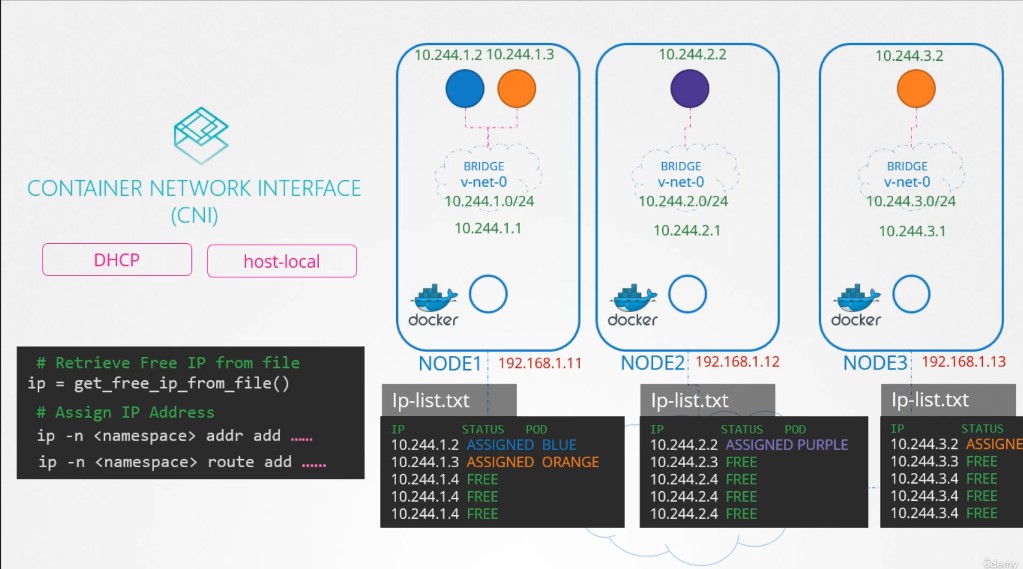 CONTAINER NETWORK INTERFACE
(CNI)
DHCP
host-local
# Retrieve Free IP from file
ip = get_free_ip_from_file()
# Assign IP Address
ip -n <namespace> addr add ……
ip -n <namespace> route add ……
10.244.1.2 10.244.1.3
BRIDGE
v-net-0
10.244.1.0/24
10.244.1.1
docker
NODE1 192.168.1.11
10.244.2.2
BRIDGE
v-net-0
10.244.2.0/24
10.244.2.1
docker
NODE2 192.168.1.12
10.244.3.2
BRIDGE
v-net-0
10.244.3.0/24
10.244.3.1
docker
NODE3 192.168.1.13
Ip-list.txt
IP STATUS POD
10.244.1.2 ASSIGNED BLUE
10.244.1.3 ASSIGNED ORANGE
10.244.1.4 FREE
10.244.1.4 FREE
10.244.1.4 FREE
Ip-list.txt
IP STATUS POD
10.244.2.2 ASSIGNED PURPLE
10.244.2.3 FREE
10.244.2.4 FREE
10.244.2.4 FREE
10.244.2.4 FREE
Ip-list.txt
IP STATUS
10.244.3.2 ASSIGNE
10.244.3.3 FREE
10.244.3.4 FREE
10.244.3.4 FREE
10.244.3.4 FREE
ûdemy